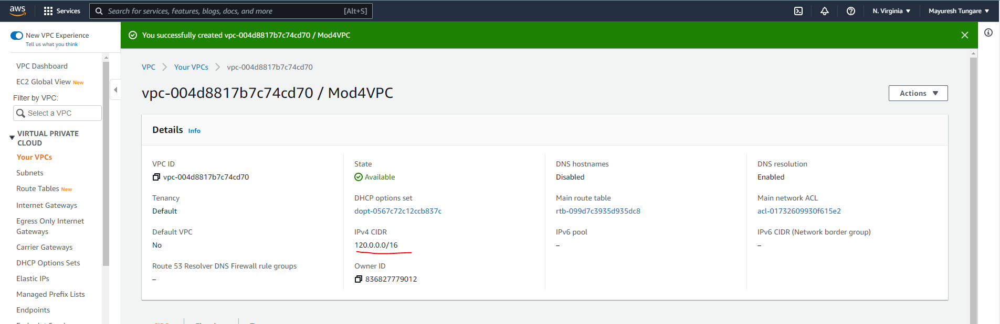 aws
Services
Search for services, features, blogs, docs, and more
[Alt+S]
N. Virginia
Mayuresh Tungare
New VPC Experience
Tell us what you think
VPC Dashboard
EC2 Global View New
Filter by VPC:
Select a VPC
VIRTUAL PRIVATE
CLOUD
Your VPCs
Subnets
Route Tables New
Internet Gateways
Egress Only Internet
Gateways
Carrier Gateways
DHCP Options Sets
Elastic IPs
Managed Prefix Lists
Endpoints
You successfully created vpc-004d8817b7c74cd70 / Mod4VPC
VPC
Your VPCs
vpc-004d8817b7c74cd70
vpc-004d8817b7c74cd70 / Mod4VPC
Actions
Details Info
VPC ID
vpc-004d8817b7c74cd70
State
Available
DNS hostnames
Disabled
DNS resolution
Enabled
Tenancy
Default
DHCP options set
dopt-0567c72c12ccb837c
Main route table
rtb-099d7c3935d935dc8
Main network ACL
acl-01732609930f615e2
Default VPC
No
IPv4 CIDR
120.0.0.0/16
IPv6 pool
–
IPv6 CIDR (Network border group)
–
Route 53 Resolver DNS Firewall rule groups
–
Owner ID
836827779012